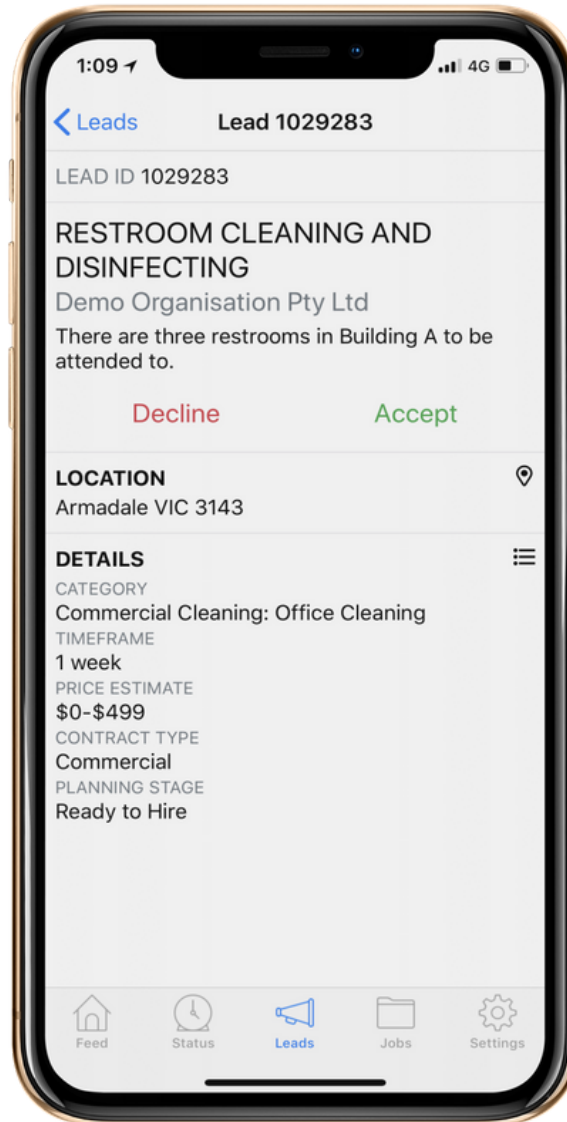 1:09
4G
Leads
Lead 1029283
LEAD ID 1029283
RESTROOM CLEANING AND
DISINFECTING
Demo Organisation Pty Ltd
There are three restrooms in Building A to be
attended to.
Decline
Accept
LOCATION
Armadale VIC 3143
DETAILS
CATEGORY
Commercial Cleaning: Office Cleaning
TIMEFRAME
1 week
PRICE ESTIMATE
$0-$499
CONTRACT TYPE
Commercial
PLANNING STAGE
Ready to Hire
Feed
Status
Leads
Jobs
Settings